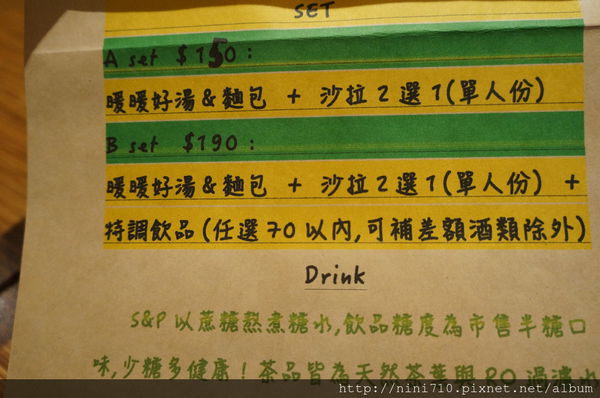 SET
A set $150:
暖暖好湯&麵包 + 沙拉2選1(單人份)
B set $190:
暖暖好湯&麵包 + 沙拉2選1(單人份) +
特調飲品(任選70以內,可補差額酒類除外)
Drink
S&P以蔗糖熬煮糖水,飲品糖度為市售半糖口
味,少糖多健康!茶品皆為天然茶葉與RO過濾水
http://nini710.pixnet.net/album